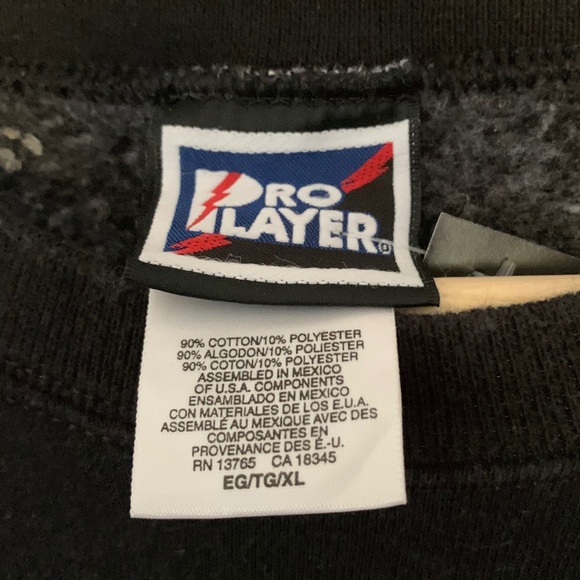 PRO
PLAYER
90% COTTON/10% POLYESTER
90% ALGODON/10% POLIESTER
90% COTON/10% POLYESTER
ASSEMBLED IN MEXICO
OF U.S.A. COMPONENTS
ENSAMBLADO EN MEXICO
CON MATERIALES DE LOS E.U.A.
ASSEMBLÉ AU MEXIQUE AVEC DES
COMPOSANTES EN
PROVENANCE DES É.-U.
RN 13765 CA 18345
EG/TG/XL